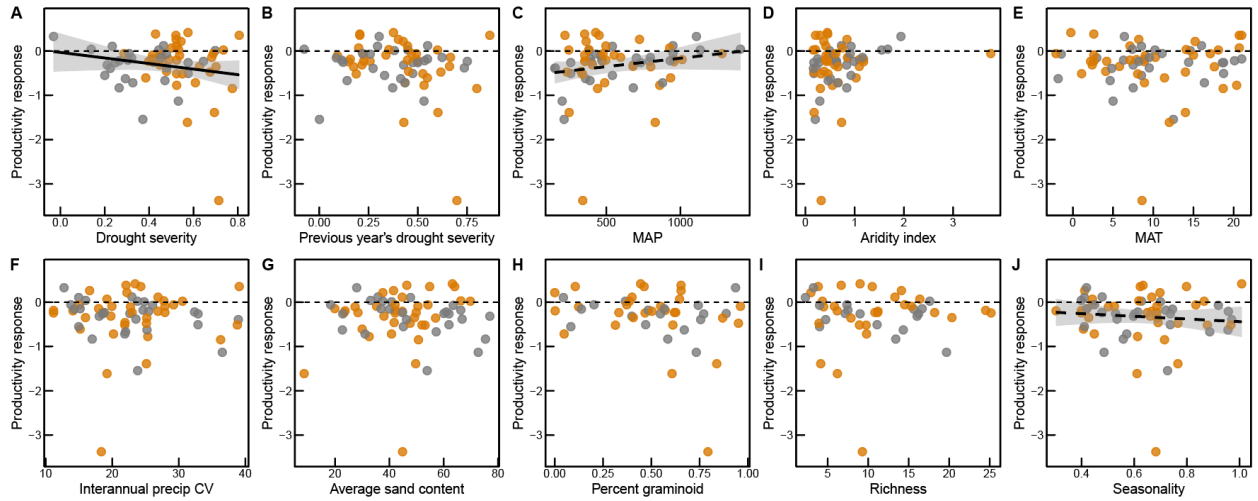 A B C D E
Productivity response Productivity response Productivity response Productivity response Productivity response
0 0 0 0 0
−1 −1 −1 −1 −1
−2 −2 −2 −2 −2
−3 −3 −3 −3 −3
0.0 0.2 0.4 0.6 0.8 0.00 0.25 0.50 0.75 500 1000 0 1 2 3 0 5 10 15 20
Drought severity Previous year's drought severity MAP Aridity index MAT
F G H I J
Productivity response Productivity response Productivity response Productivity response Productivity response
0 0 0 0 0
−1 −1 −1 −1 −1
−2 −2 −2 −2 −2
−3 −3 −3 −3 −3
10 20 30 40 20 40 60 80 0.00 0.25 0.50 0.75 1.00 5 10 15 20 25 0.4 0.6 0.8 1.0
Interannual precip CV Average sand content Percent graminoid Richness Seasonality